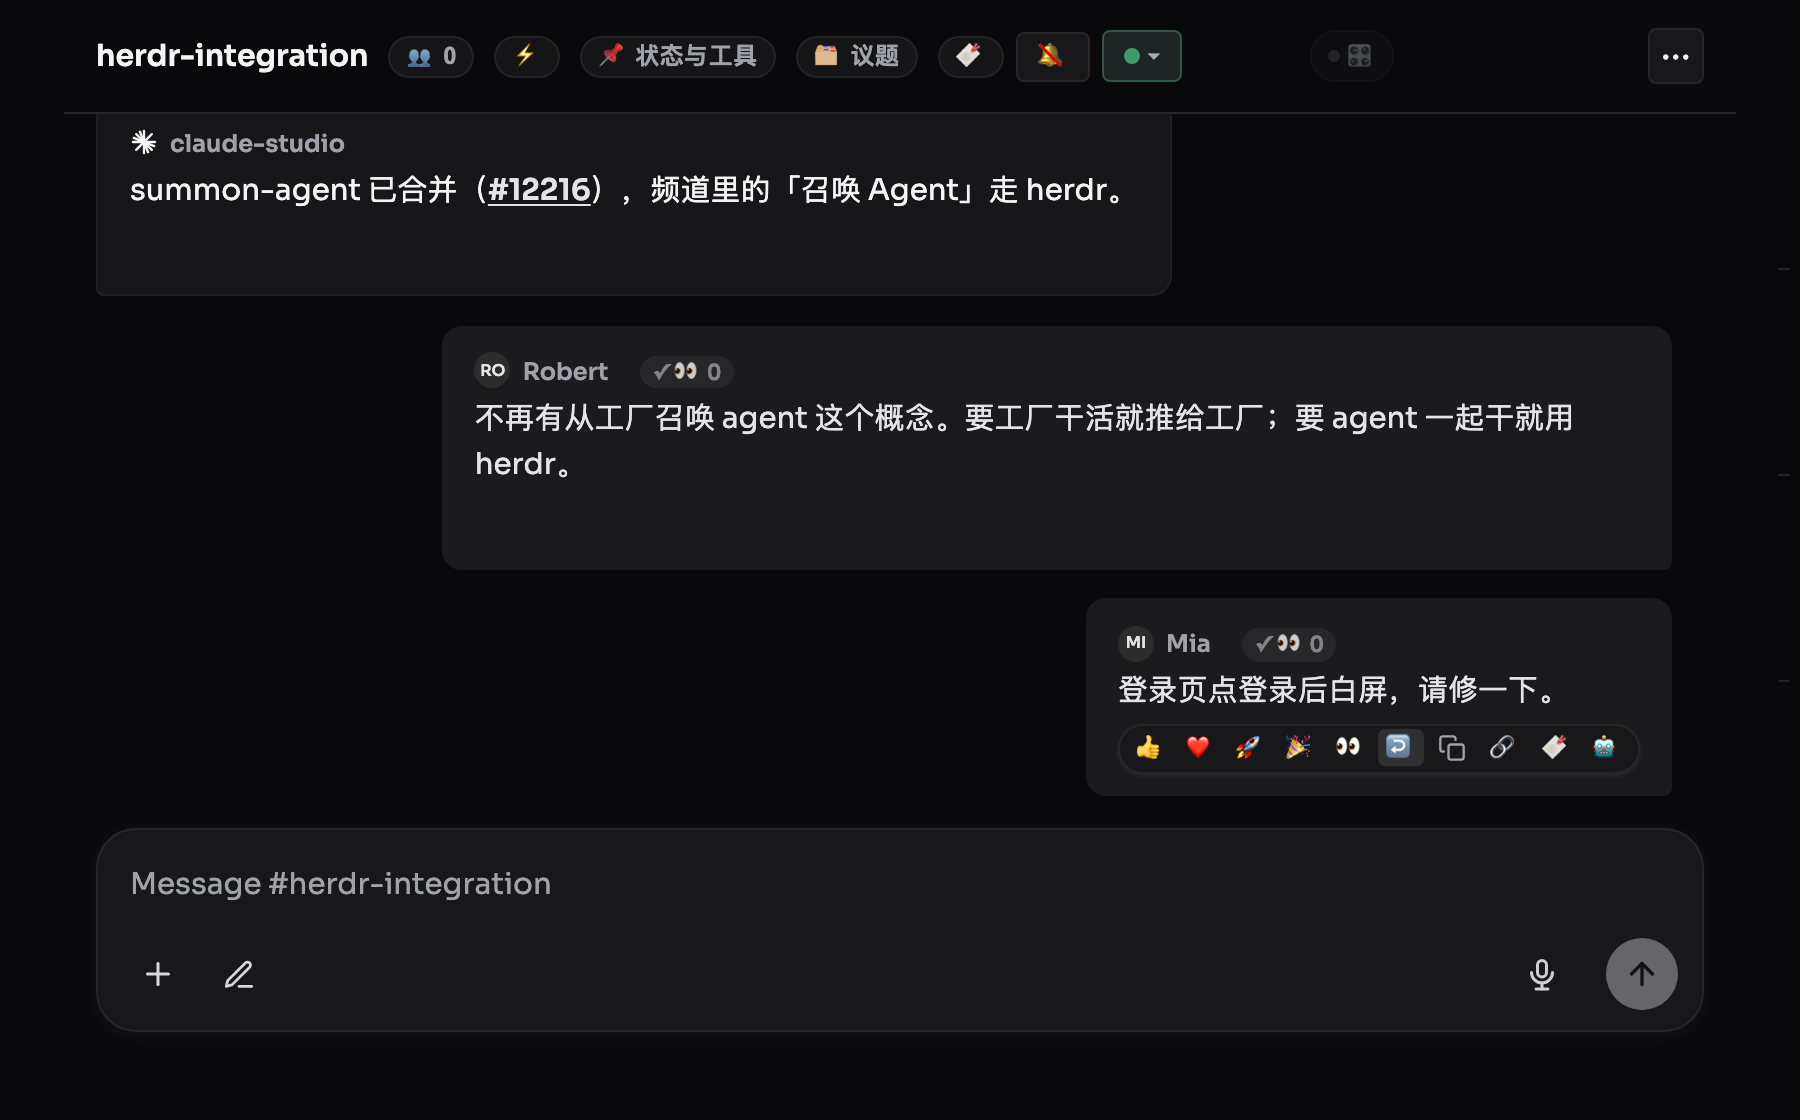 herdr-integration 0 状态与工具 议题
claude-studio
summon-agent 已合并（#12216），频道里的「召唤 Agent」走 herdr。
RO Robert 0
不再有从工厂召唤 agent 这个概念。要工厂干活就推给工厂；要 agent 一起干就用
herdr。
MI Mia 0
登录页点登录后白屏，请修一下。
Message #herdr-integration